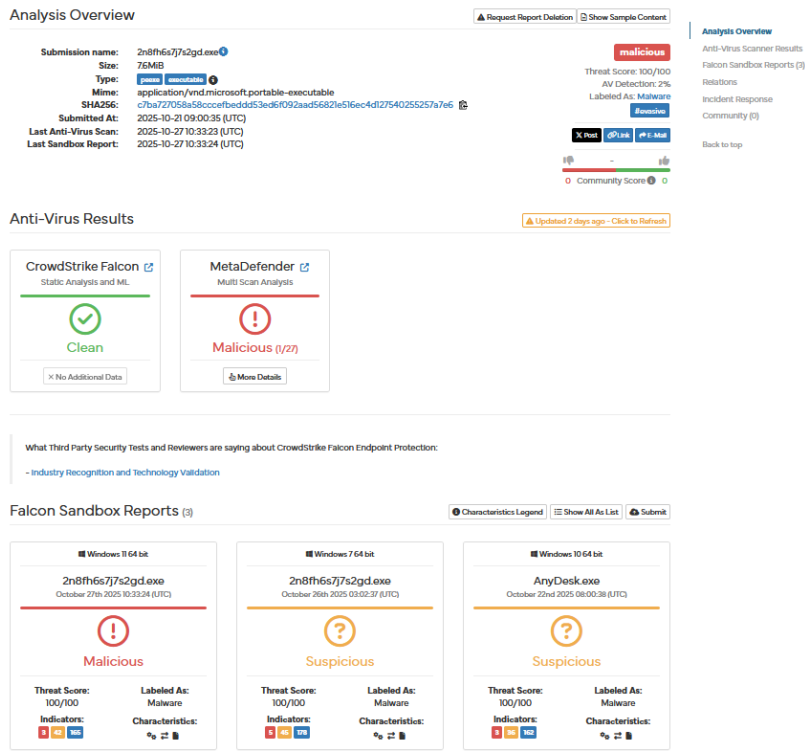 Analysis Overview
Request Report Deletion
Show Sample Content
Submission name: 2n8fh6s7j7s2gd.exe
Size: 7.6MiB
Type: peexe executable
Mime: application/vnd.microsoft.portable-executable
SHA256: c7ba727058a58cccefbeddd53ed6f092aad56821e516ec4d127540255257a7e6
Submitted At: 2025-10-21 09:00:35 (UTC)
Last Anti-Virus Scan: 2025-10-27 10:33:23 (UTC)
Last Sandbox Report: 2025-10-27 10:33:24 (UTC)
malicious
Threat Score: 100/100
AV Detection: 2%
Labeled As: Malware
#evasive
X Post
Link
E-Mail
-
0 Community Score 0
Analysis Overview
Anti-Virus Scanner Results
Falcon Sandbox Reports (3)
Relations
Incident Response
Community (0)
Back to top
Anti-Virus Results
Updated 2 days ago - Click to Refresh
CrowdStrike Falcon
Static Analysis and ML
Clean
No Additional Data
MetaDefender
Multi Scan Analysis
Malicious (1/27)
More Details
What Third Party Security Tests and Reviewers are saying about CrowdStrike Falcon Endpoint Protection:
- Industry Recognition and Technology Validation
Falcon Sandbox Reports (3)
Characteristics Legend
Show All As List
Submit
Windows 11 64 bit
2n8fh6s7j7s2gd.exe
October 27th 2025 10:33:24 (UTC)
Malicious
Threat Score: Labeled As:
100/100 Malware
Indicators: Characteristics:
3 42 165
Windows 7 64 bit
2n8fh6s7j7s2gd.exe
October 26th 2025 03:02:37 (UTC)
Suspicious
Threat Score: Labeled As:
100/100 Malware
Indicators: Characteristics:
5 45 178
Windows 10 64 bit
AnyDesk.exe
October 22nd 2025 08:00:38 (UTC)
Suspicious
Threat Score: Labeled As:
100/100 Malware
Indicators: Characteristics:
3 36 162